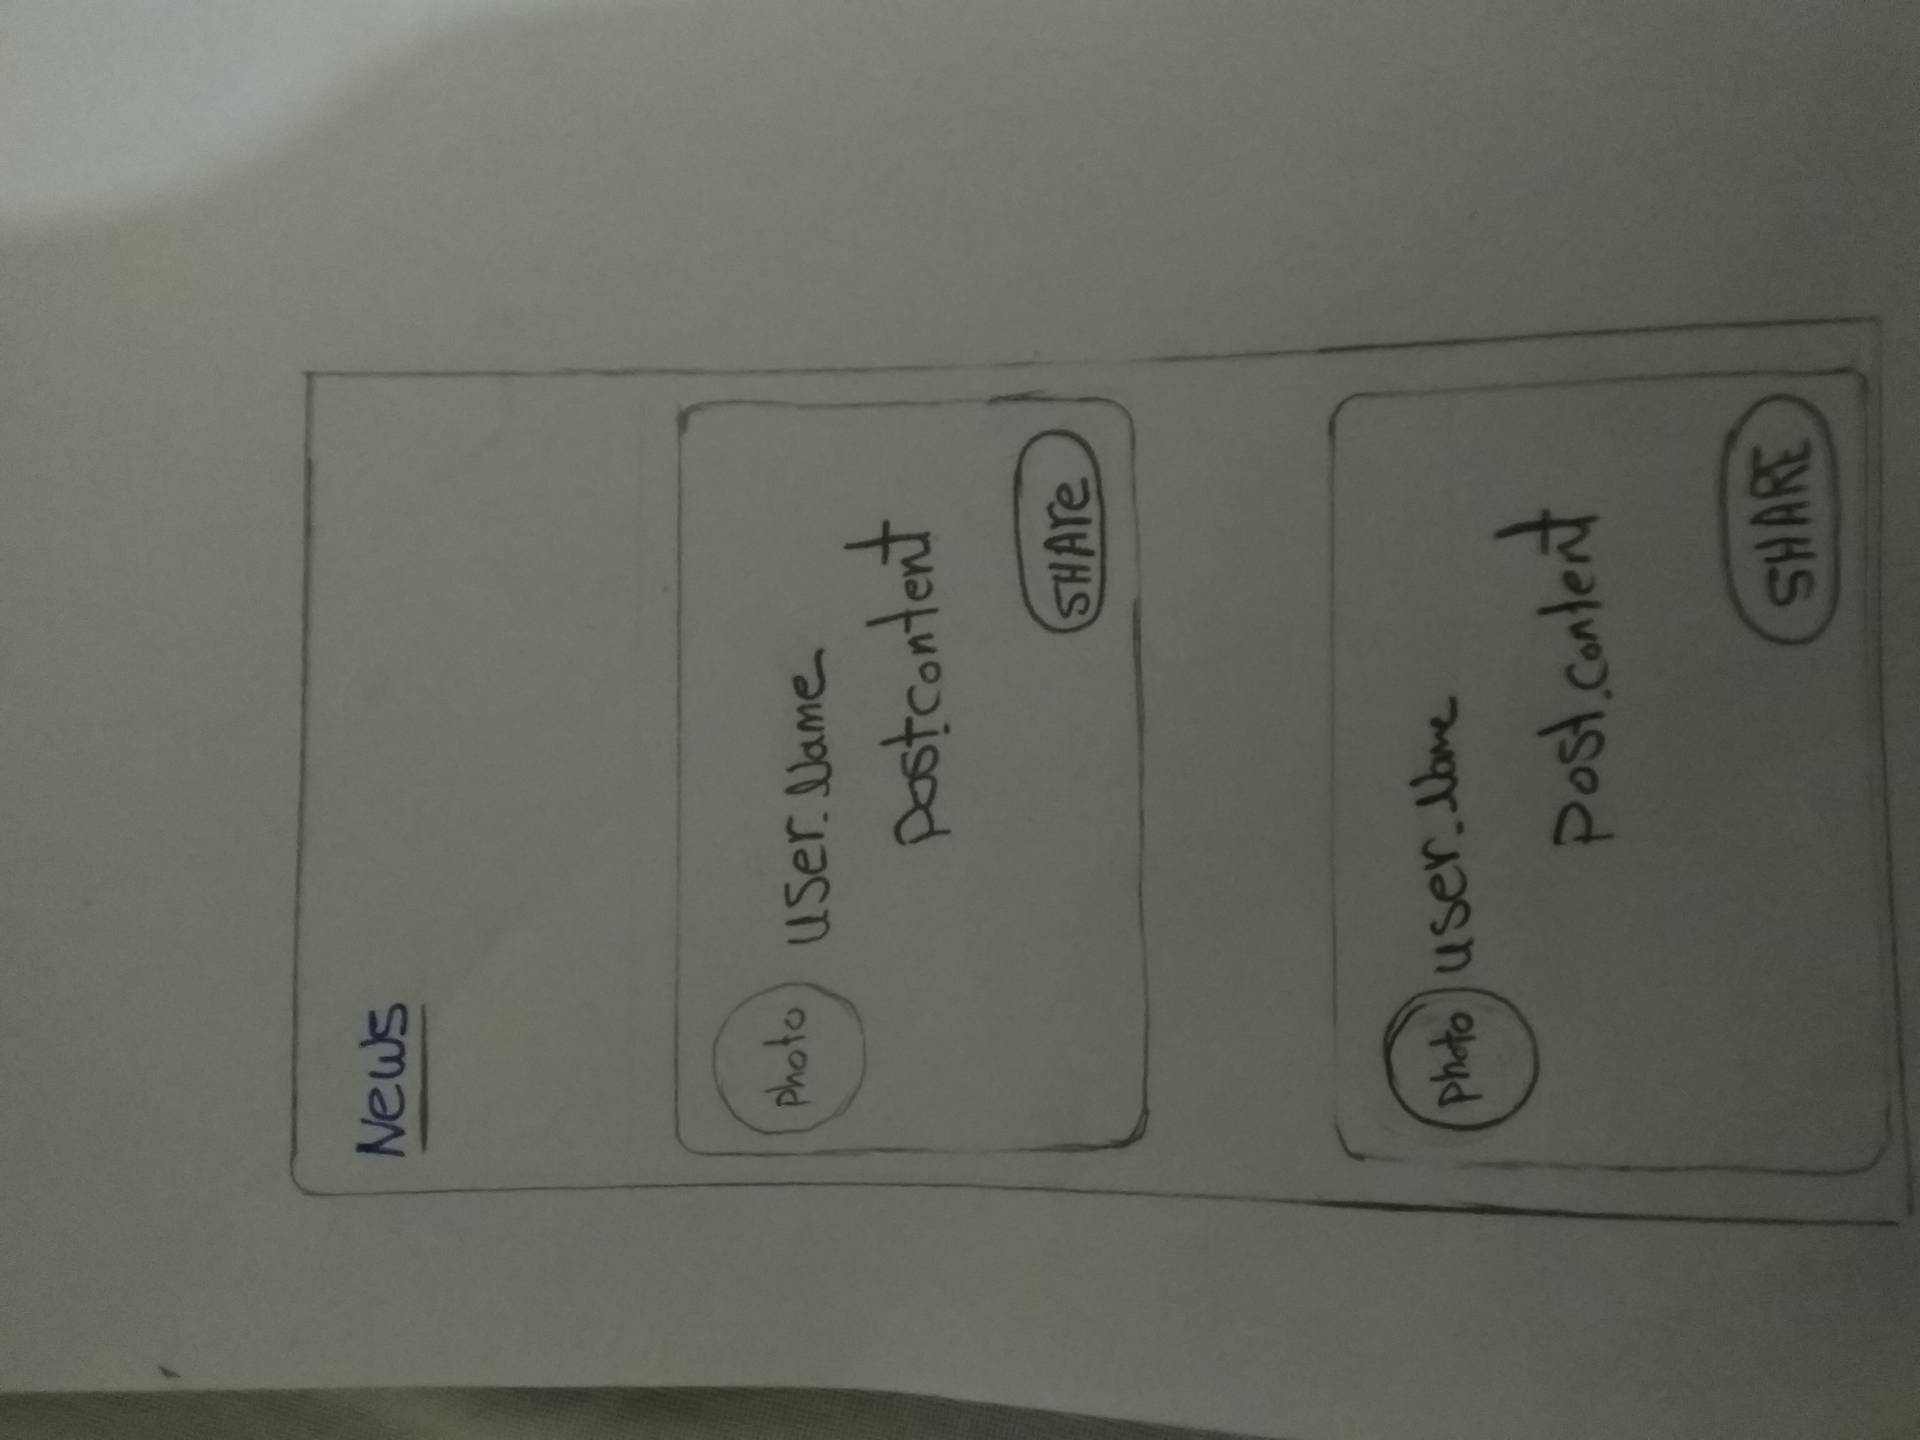 News
photo
user.Name
post.content
SHAre
photo
user.Name
post.content
SHARE